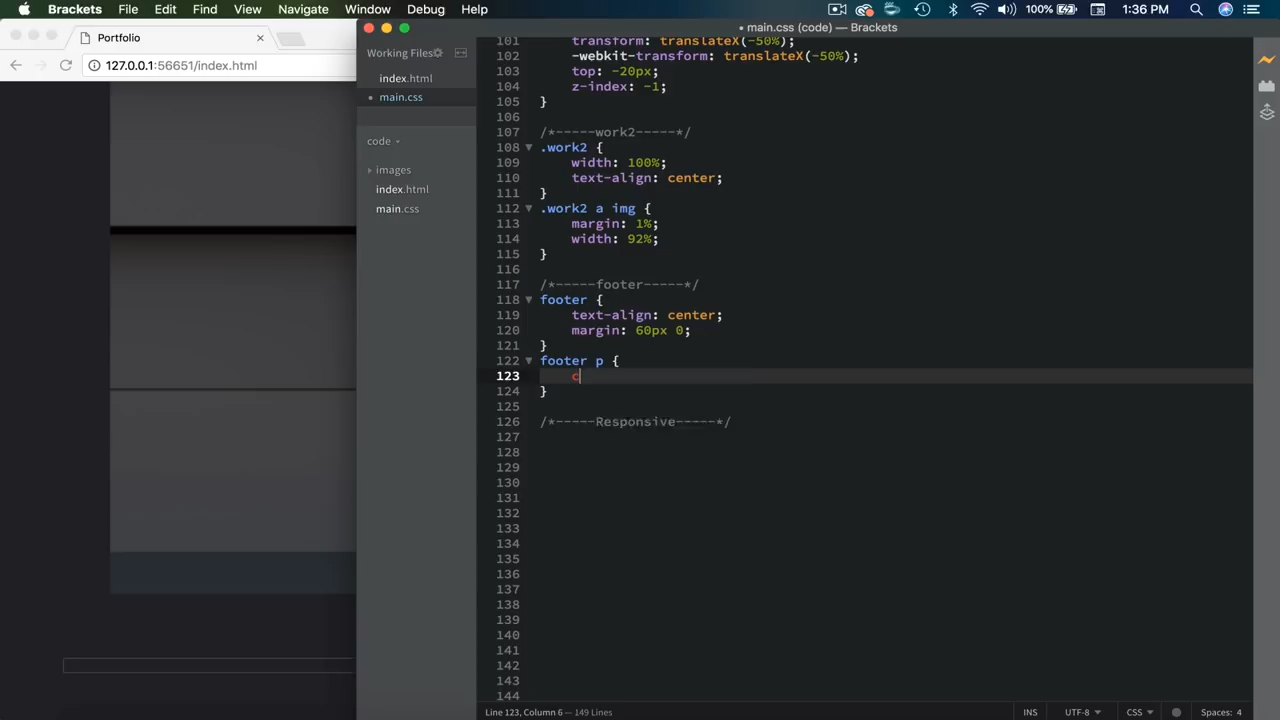 Brackets File Edit Find View Navigate Window Debug Help 100% 1:36 PM
main.css (code) — Brackets
Portfolio
127.0.0.1:56651/index.html
Working Files
index.html
main.css
code
images
index.html
main.css
101 transform: translateX(-50%);
102 -webkit-transform: translateX(-50%);
103 top: -20px;
104 z-index: -1;
105 }
106
107 /*-----work2-----*/
108 .work2 {
109 width: 100%;
110 text-align: center;
111 }
112 .work2 a img {
113 margin: 1%;
114 width: 92%;
115 }
116
117 /*-----footer-----*/
118 footer {
119 text-align: center;
120 margin: 60px 0;
121 }
122 footer p {
123 c
124 }
125
126 /*-----Responsive-----*/
127
128
129
130
131
132
133
134
135
136
137
138
139
140
141
142
143
144
Line 123, Column 6 — 149 Lines INS UTF-8 CSS Spaces: 4